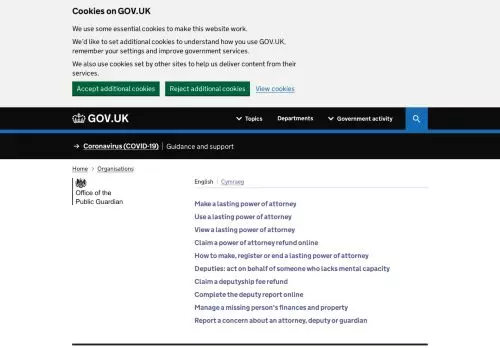 Cookies on GOV.UK
We use some essential cookies to make this website work.
We'd like to set additional cookies to understand how you use GOV.UK,
remember your settings and improve government services.
We also use cookies set by other sites to help us deliver content from their
services.
Accept additional cookies
Reject additional cookies
View cookies
GOV.UK
Topics
Departments
Government activity
→ Coronavirus (COVID-19) | Guidance and support
Home > Organisations
Office of the
Public Guardian
English | Cymraeg
Make a lasting power of attorney
Use a lasting power of attorney
View a lasting power of attorney
Claim a power of attorney refund online
How to make, register or end a lasting power of attorney
Deputies: act on behalf of someone who lacks mental capacity
Claim a deputyship fee refund
Complete the deputy report online
Manage a missing person's finances and property
Report a concern about an attorney, deputy or guardian